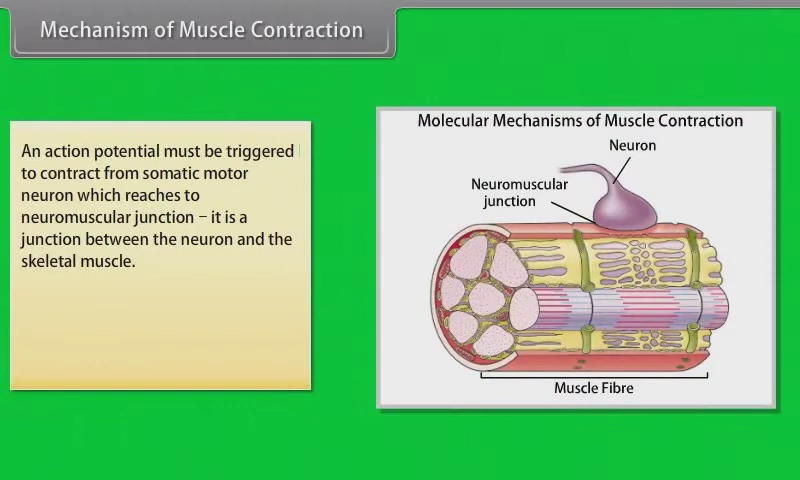 Mechanism of Muscle Contraction
An action potential must be triggered
to contract from somatic motor
neuron which reaches to
neuromuscular junction – it is a
junction between the neuron and the
skeletal muscle.
Molecular Mechanisms of Muscle Contraction
Neuron
Neuromuscular
junction
Muscle Fibre